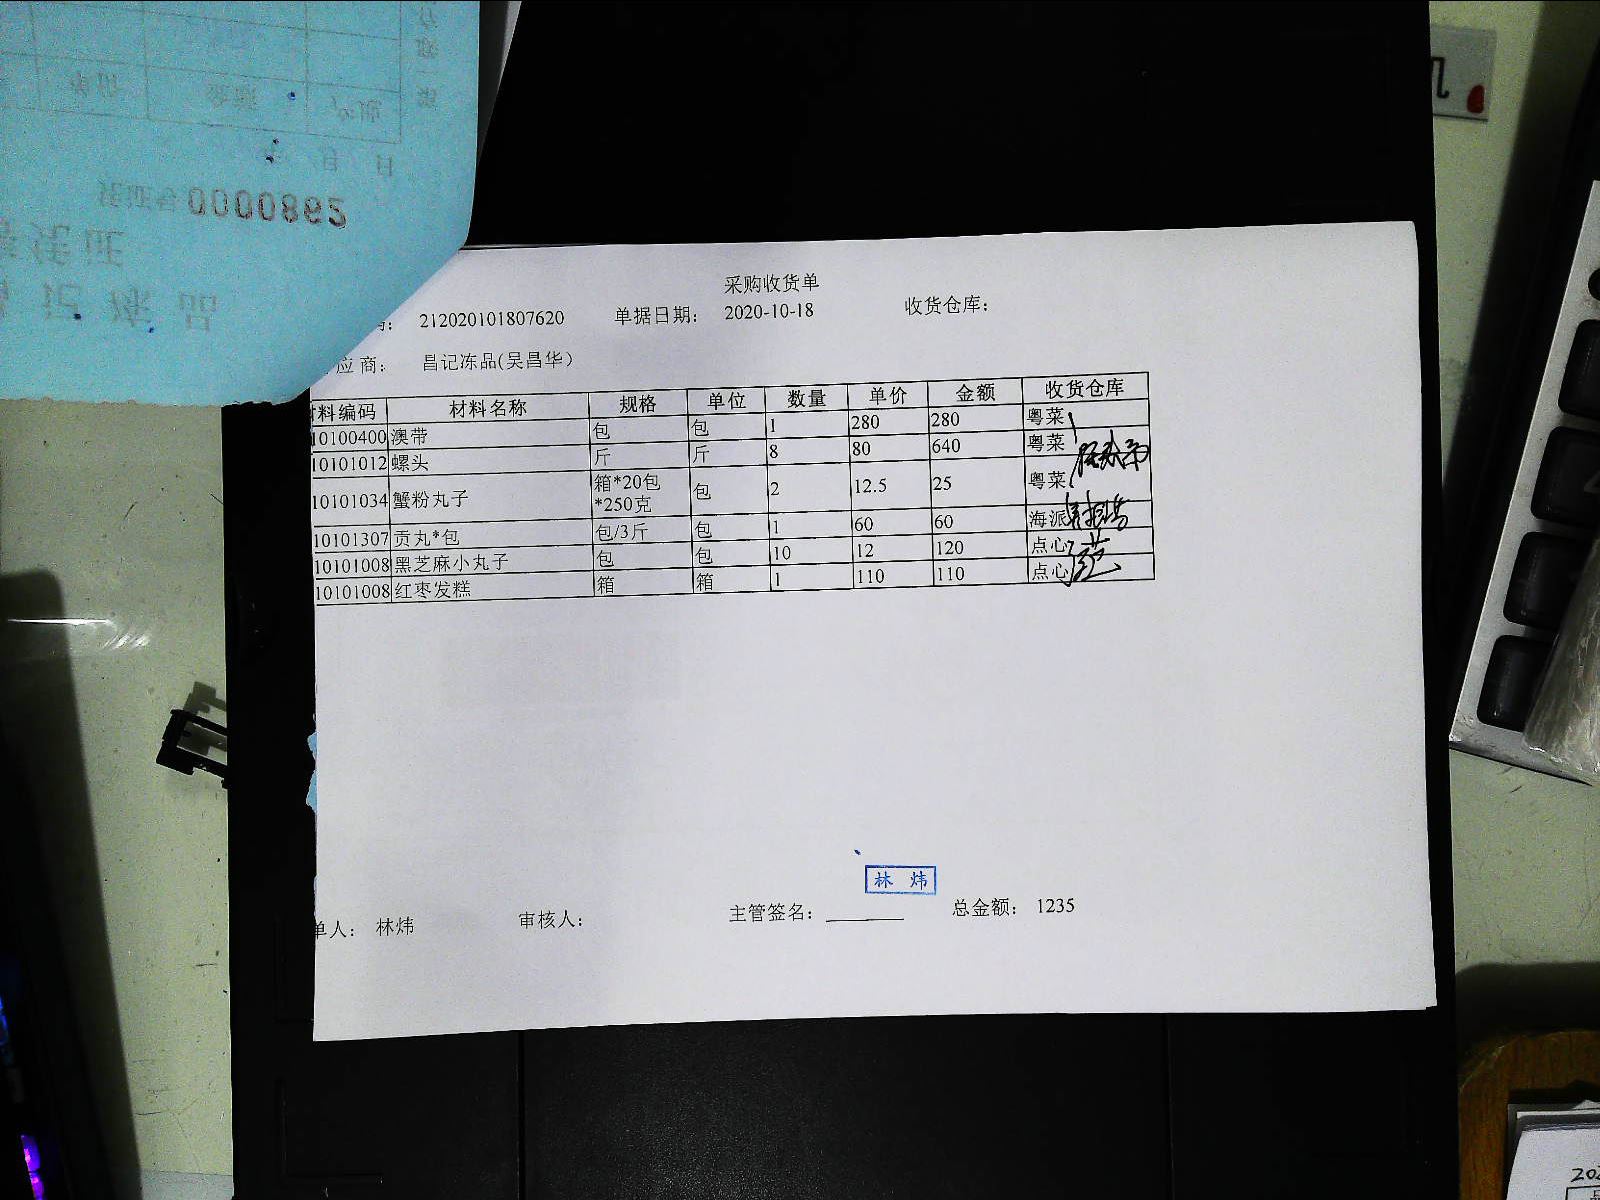 0000892
采购收货单
212020101807620 单据日期: 2020-10-18 收货仓库:
应商: 昌记冻品(吴昌华)
料编码 材料名称 规格 单位 数量 单价 金额 收货仓库
10100400 澳带 包 包 1 280 280 粤菜
10101012 螺头 斤 斤 8 80 640 粤菜
10101034 蟹粉丸子 箱*20包 包 2 12.5 25 粤菜
*250克
10101307 贡丸*包 包/3斤 包 1 60 60 海派
10101008 黑芝麻小丸子 包 包 10 12 120 点心
10101008 红枣发糕 箱 箱 1 110 110 点心
林 炜
单人: 林炜 审核人: 主管签名: 总金额: 1235